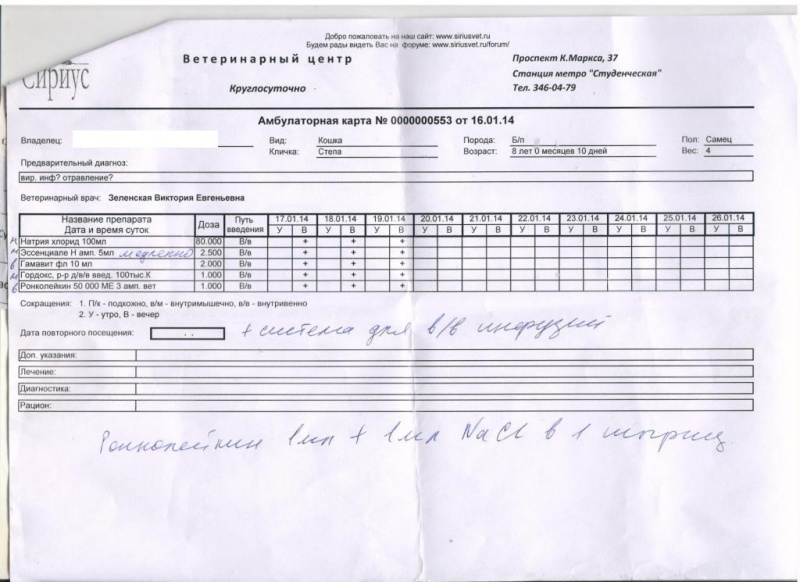 Добро пожаловать на наш сайт: www.siriusvet.ru
Будем рады видеть Вас на форуме: www.siriusvet.ru/forum/
Сириус
Ветеринарный центр
Круглосуточно
Проспект К.Маркса, 37
Станция метро "Студенческая"
Тел. 346-04-79
Амбулаторная карта № 0000000553 от 16.01.14
Владелец: Вид: Кошка Порода: Б/п Пол: Самец
Кличка: Степа Возраст: 8 лет 0 месяцев 10 дней Вес: 4
Предварительный диагноз:
вир. инф? отравление?
Ветеринарный врач: Зеленская Виктория Евгеньевна
Название препарата Доза Путь 17.01.14 18.01.14 19.01.14 20.01.14 21.01.14 22.01.14 23.01.14 24.01.14 25.01.14 26.01.14
Дата и время суток введения У В У В У В У В У В У В У В У В У В У В
Натрия хлорид 100мл 80.000 В/в + + +
Эссенциале Н амп. 5мл медленно 2.500 В/в + + +
Гамавит фл 10 мл 2.000 В/в + + +
Гордокс, р-р д/в/в введ. 100тыс.К 1.000 В/в + + +
Ронколейкин 50 000 МЕ 3 амп. вет 1.000 В/в + + +
Сокращения: 1. П/к - подкожно, в/м - внутримышечно, в/в - внутривенно
2. У - утро, В - вечер
Дата повторного посещения: . . + система для в/в инфузий
Доп. указания:
Лечение:
Диагностика:
Рацион:
Ронколейкин 1мл + 1мл NaCl в 1 шприц